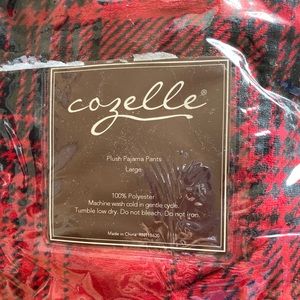 cozelle®
Plush Pajama Pants
Large
100% Polyester
Machine wash cold in gentle cycle.
Tumble low dry. Do not bleach. Do not iron.
Made in China